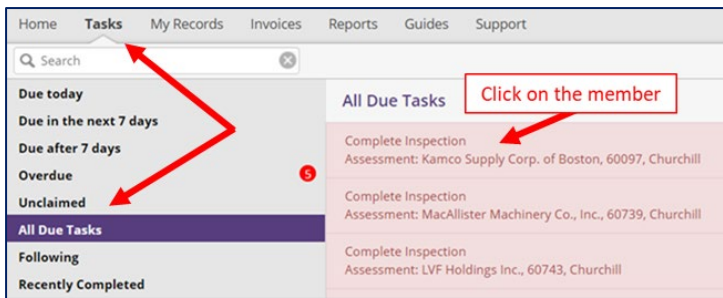 Home Tasks My Records Invoices Reports Guides Support
Search
Due today
Due in the next 7 days
Due after 7 days
Overdue 5
Unclaimed
All Due Tasks
Following
Recently Completed
All Due Tasks
Click on the member
Complete Inspection
Assessment: Kamco Supply Corp. of Boston, 60097, Churchill
Complete Inspection
Assessment: MacAllister Machinery Co., Inc., 60739, Churchill
Complete Inspection
Assessment: LVF Holdings Inc., 60743, Churchill